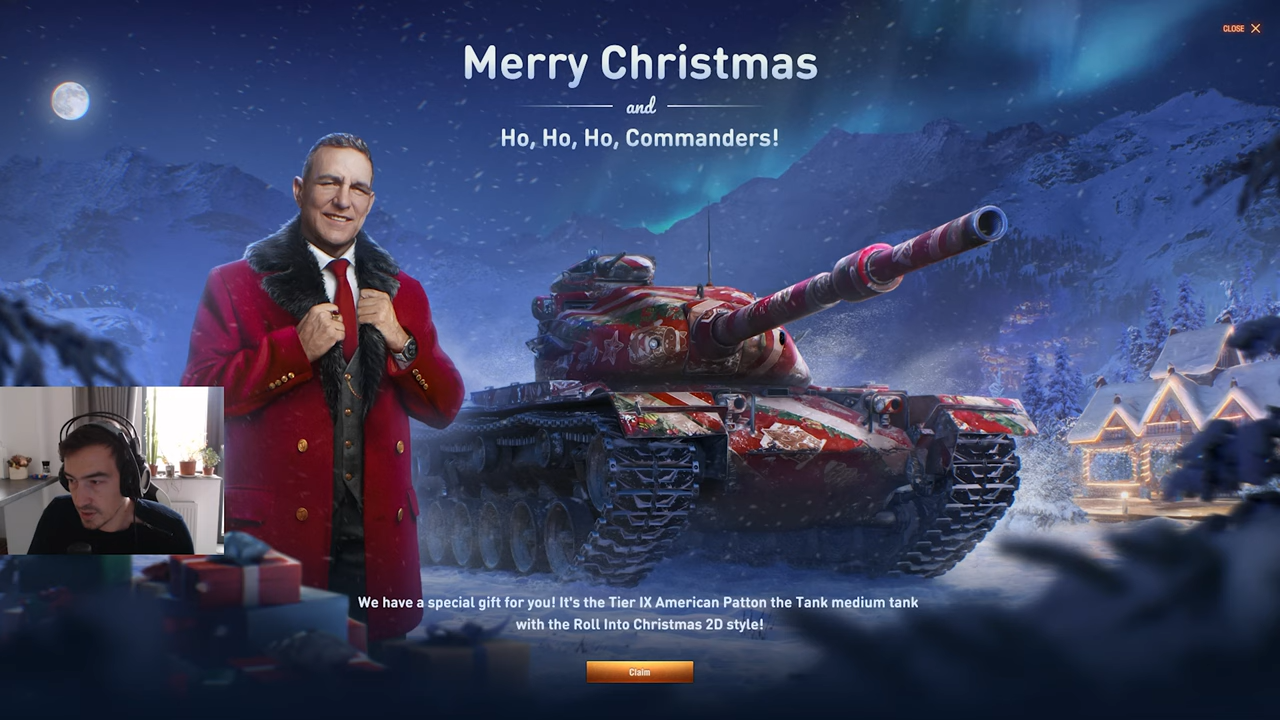 CLOSE
Merry Christmas
and
Ho, Ho, Ho, Commanders!
We have a special gift for you! It's the Tier IX American Patton the Tank medium tank
with the Roll Into Christmas 2D style!
Claim